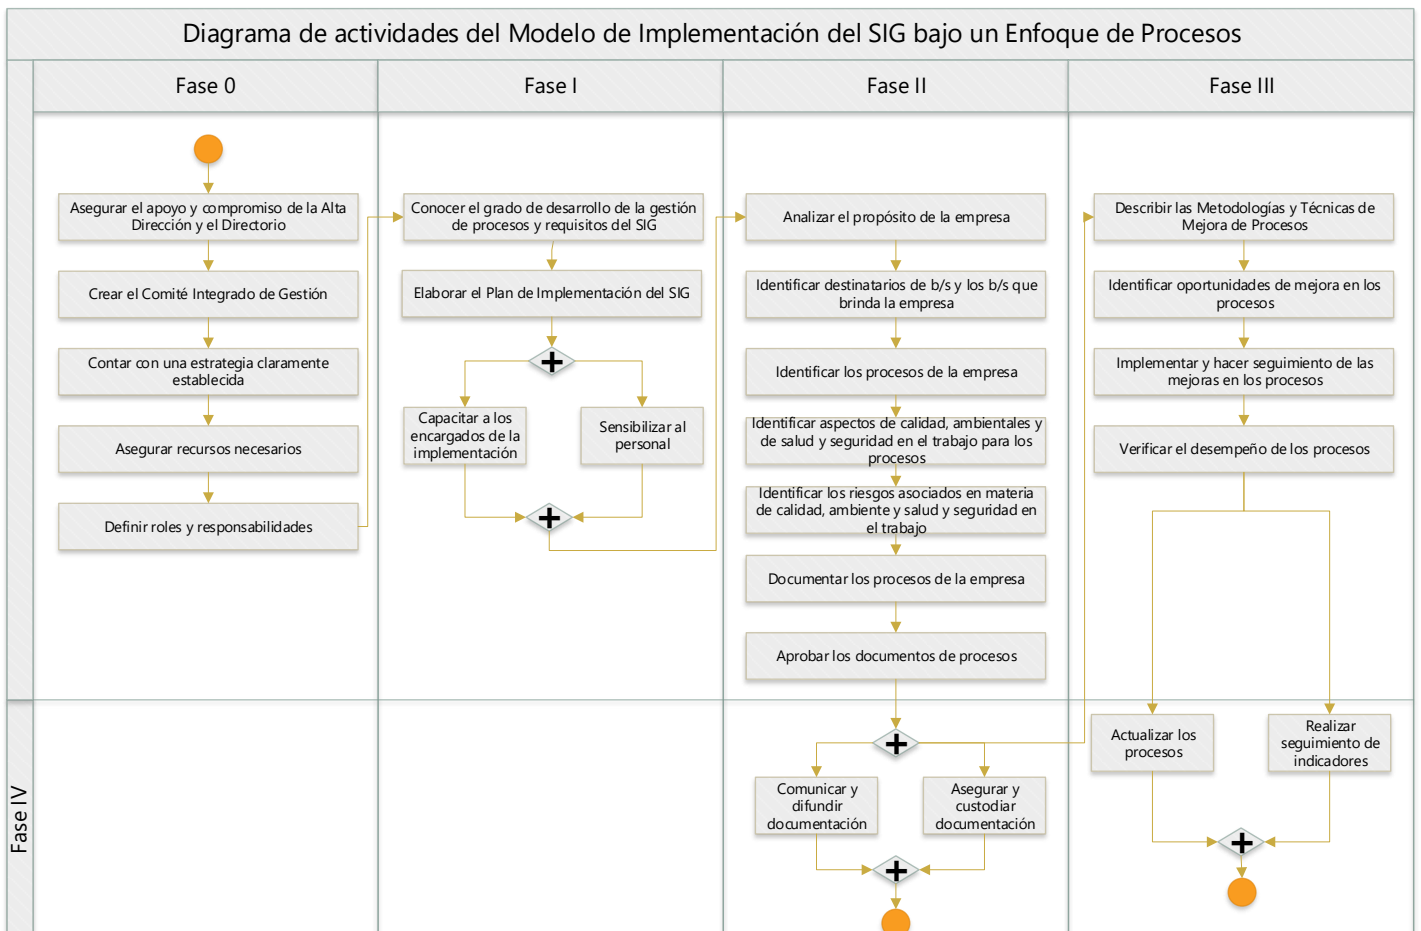 Diagrama de actividades del Modelo de Implementación del SIG bajo un Enfoque de Procesos
Fase 0
Fase I
Fase II
Fase III
Asegurar el apoyo y compromiso de la Alta
Dirección y el Directorio
Crear el Comité Integrado de Gestión
Contar con una estrategia claramente
establecida
Asegurar recursos necesarios
Definir roles y responsabilidades
Conocer el grado de desarrollo de la gestión
de procesos y requisitos del SIG
Elaborar el Plan de Implementación del SIG
Capacitar a los
encargados de la
implementación
Sensibilizar al
personal
Analizar el propósito de la empresa
Identificar destinatarios de b/s y los b/s que
brinda la empresa
Identificar los procesos de la empresa
Identificar aspectos de calidad, ambientales y
de salud y seguridad en el trabajo para los
procesos
Identificar los riesgos asociados en materia
de calidad, ambiente y salud y seguridad en
el trabajo
Documentar los procesos de la empresa
Aprobar los documentos de procesos
Describir las Metodologías y Técnicas de
Mejora de Procesos
Identificar oportunidades de mejora en los
procesos
Implementar y hacer seguimiento de las
mejoras en los procesos
Verificar el desempeño de los procesos
Fase IV
Comunicar y
difundir
documentación
Asegurar y
custodiar
documentación
Actualizar los
procesos
Realizar
seguimiento de
indicadores